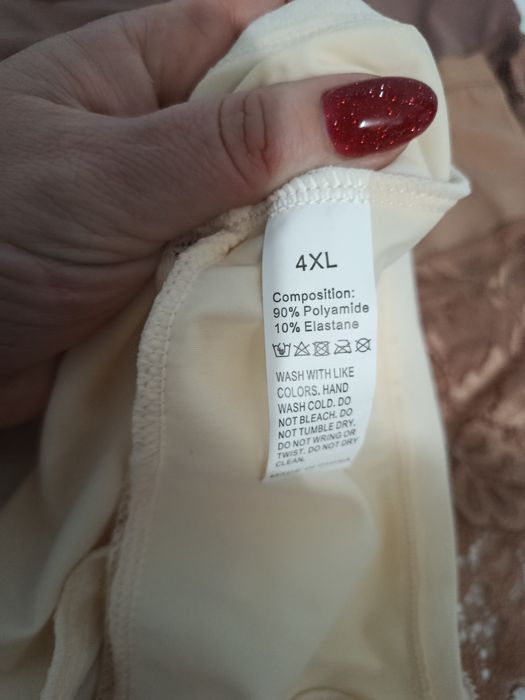 4XL
Composition:
90% Polyamide
10% Elastane
WASH WITH LIKE
COLORS. HAND
WASH COLD. DO
NOT BLEACH. DO
NOT TUMBLE DRY.
DO NOT WRING OR
TWIST. DO NOT DRY
CLEAN.